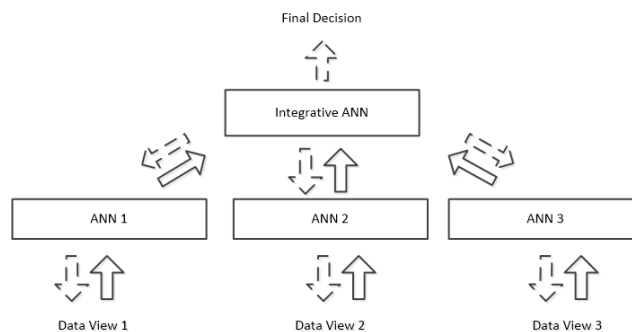 Final Decision
Integrative ANN
ANN 1
ANN 2
ANN 3
Data View 1
Data View 2
Data View 3